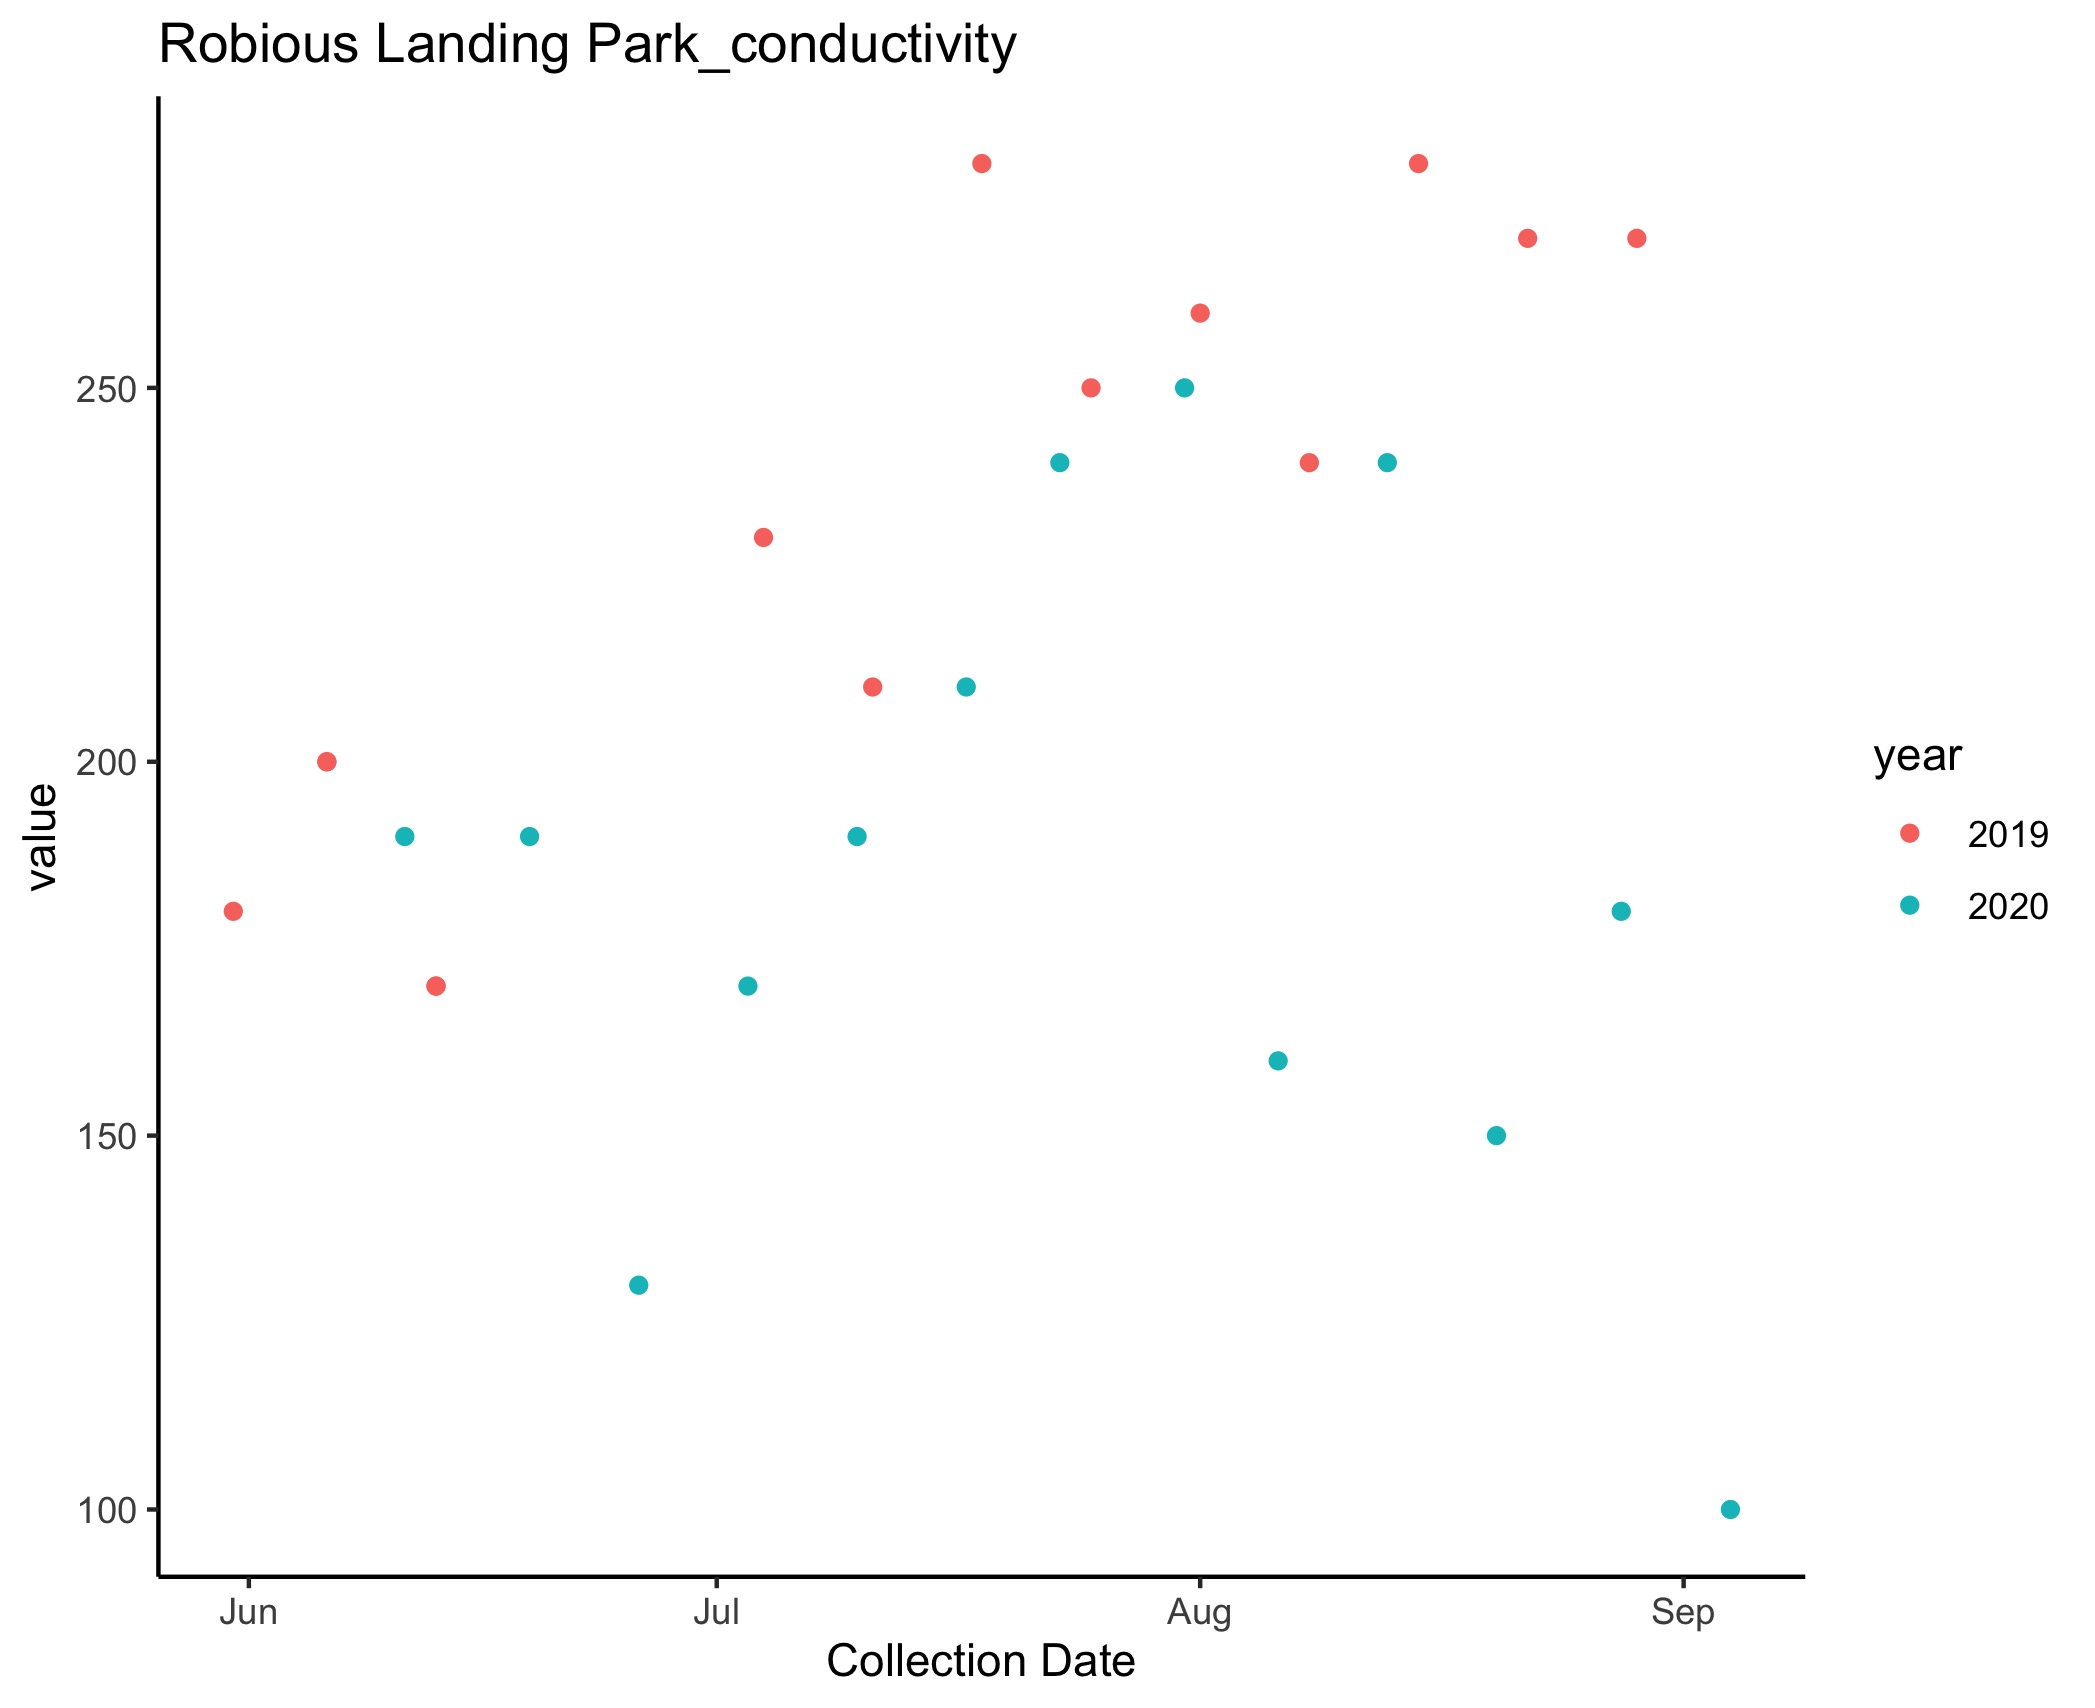 Robious Landing Park_conductivity
value
250
200
150
100
Jun Jul Aug Sep
Collection Date
year
2019
2020